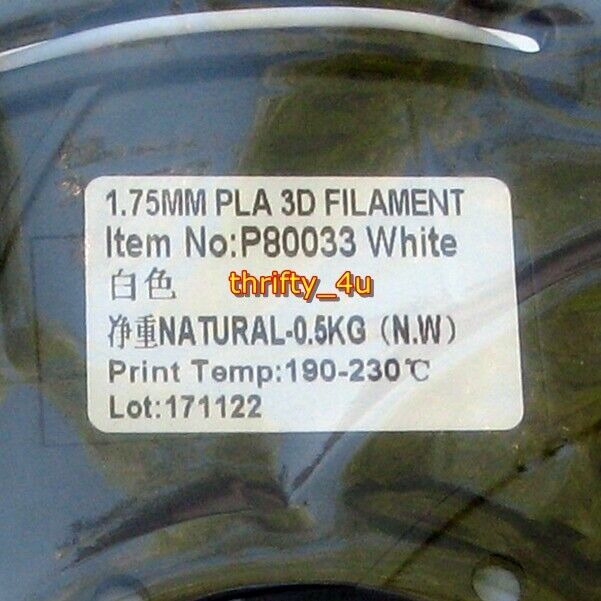 1.75MM PLA 3D FILAMENT
Item No:P80033 White
白色
thrifty_4u
净重NATURAL-0.5KG（N.W）
Print Temp:190-230℃
Lot:171122